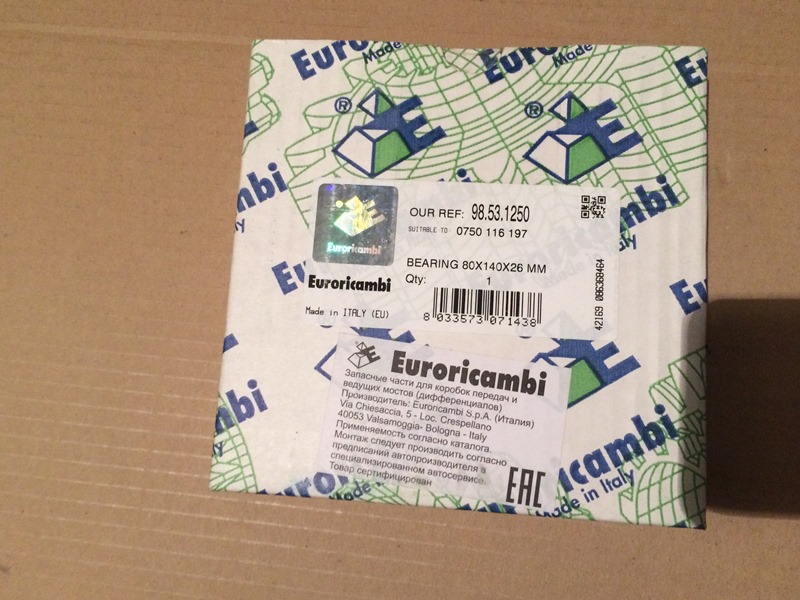 Euroricambi
OUR REF: 98.53.1250
SUITABLE TO 0750 116 197
BEARING 80X140X26 MM
Qty: 1
Euroricambi
Made in ITALY (EU)
8 033573 071438
42169 006368464
Euroricambi
Запасные части для коробок передач и
ведущих мостов (дифференциалов)
Производитель: Euroricambi S.p.A. (Италия)
Via Chiesaccia, 5 - Loc. Crespellano
40053 Valsamoggia- Bologna - Italy
Применяемость согласно каталога.
Монтаж следует производить согласно
предписаний автопроизводителя в
специализированном автосервисе.
Товар сертифицирован
EAC
icambi
Made in Italy